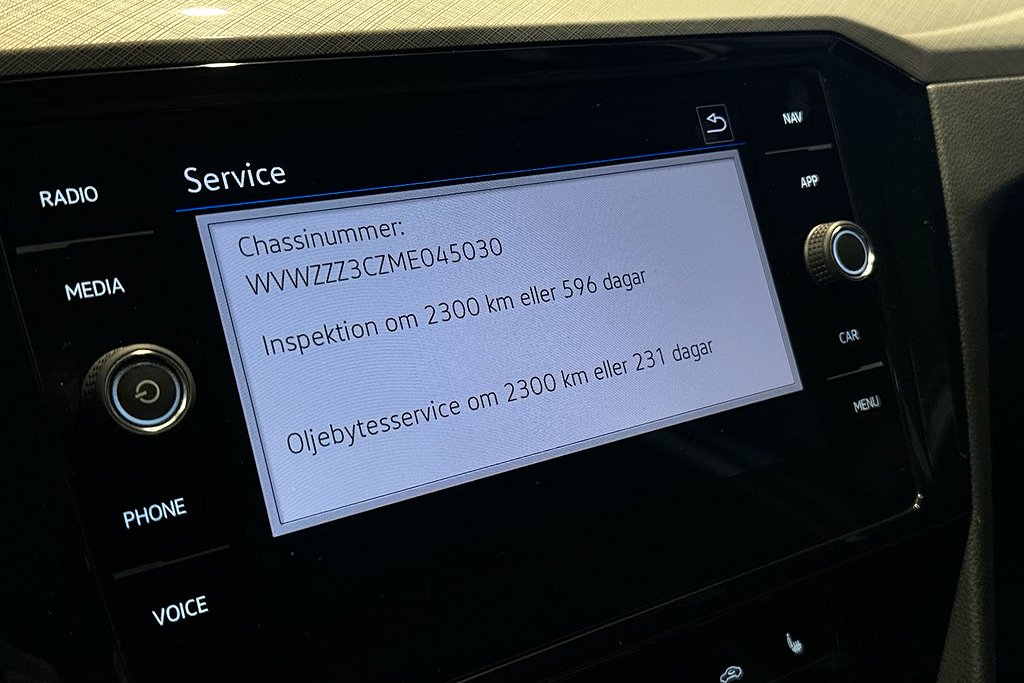 Service
Chassinummer:
WVWZZZ3CZME045030
Inspektion om 2300 km eller 596 dagar
Oljebytesservice om 2300 km eller 231 dagar
RADIO
MEDIA
PHONE
VOICE
NAV
APP
CAR
MENU